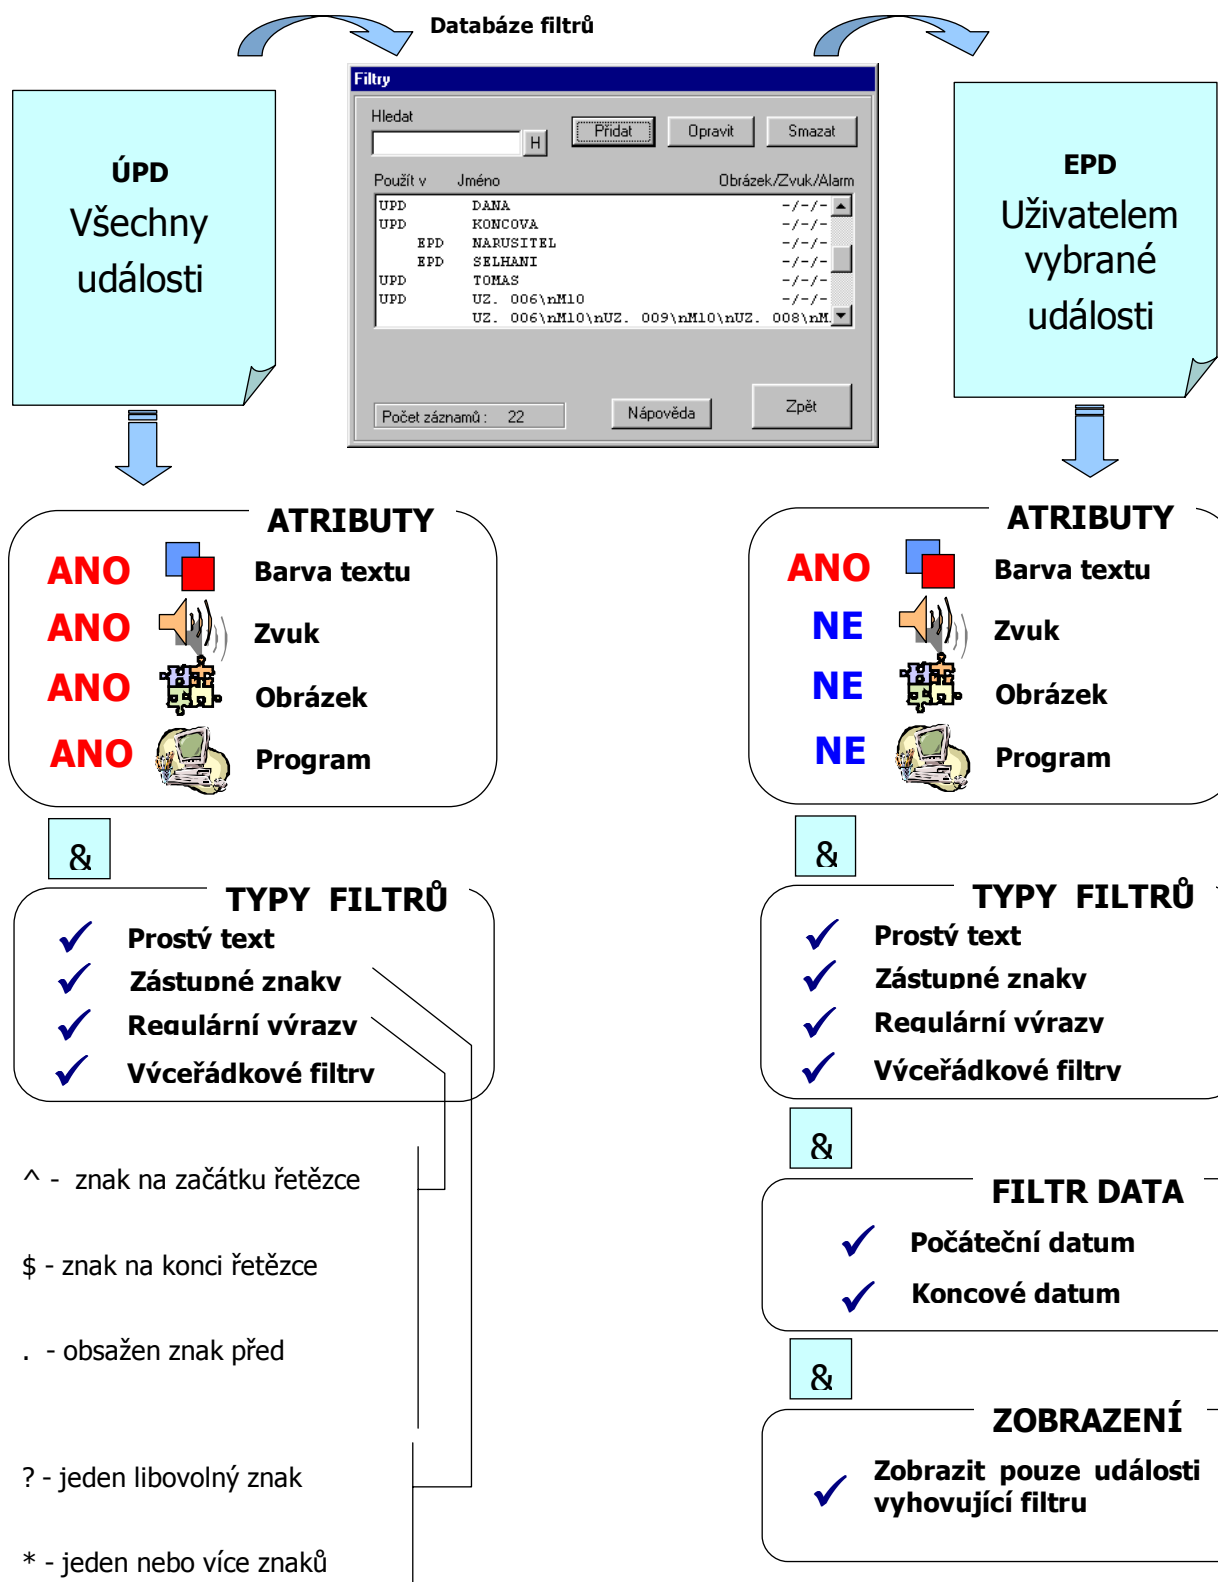 Databáze filtrů
ÚPD
Všechny
události
Filtry
Hledat
H
Přidat
Opravit
Smazat
Použít v Jméno Obrázek/Zvuk/Alarm
UPD DANA -/-/-
UPD KONCOVA -/-/-
EPD NARUSITEL -/-/-
EPD SELHANI -/-/-
UPD TOMAS -/-/-
UPD UZ. 006\nM10 -/-/-
UZ. 006\nM10\nUZ. 009\nM10\nUZ. 008\nM.
Počet záznamů : 22
Nápověda
Zpět
EPD
Uživatelem
vybrané
události
ATRIBUTY
ANO Barva textu
ANO Zvuk
ANO Obrázek
ANO Program
&
TYPY FILTRŮ
Prostý text
Zástupné znaky
Regulární výrazy
Výceřádkové filtry
^ - znak na začátku řetězce
$ - znak na konci řetězce
. - obsažen znak před
? - jeden libovolný znak
* - jeden nebo více znaků
ATRIBUTY
ANO Barva textu
NE Zvuk
NE Obrázek
NE Program
&
TYPY FILTRŮ
Prostý text
Zástupné znaky
Regulární výrazy
Výceřádkové filtry
&
FILTR DATA
Počáteční datum
Koncové datum
&
ZOBRAZENÍ
Zobrazit pouze události
vyhovující filtru